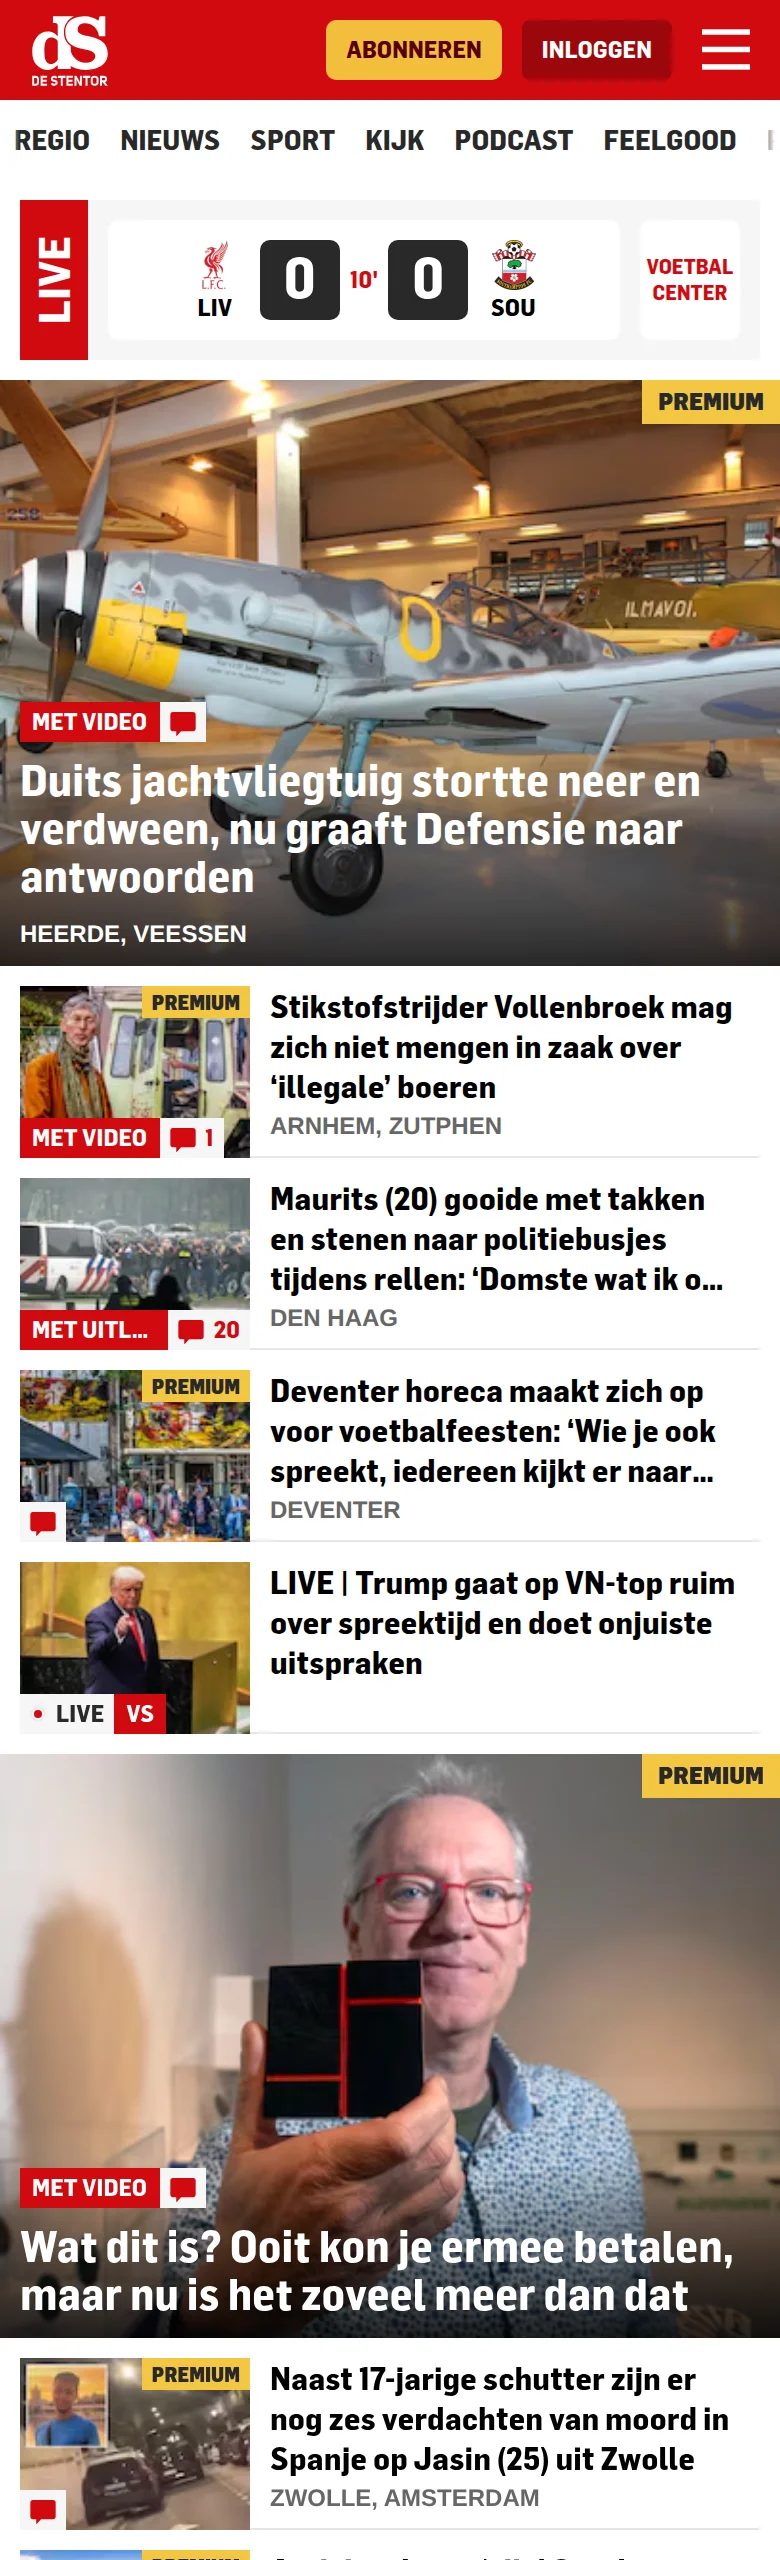 dS
DE STENTOR
ABONNEREN
INLOGGEN
REGIO NIEUWS SPORT KIJK PODCAST FEELGOOD
LIVE
L.F.C.
LIV
0
10'
0
SOU
VOETBAL
CENTER
PREMIUM
258
ILMAVOI.
MET VIDEO
Duits jachtvliegtuig stortte neer en
verdween, nu graaft Defensie naar
antwoorden
HEERDE, VEESSEN
PREMIUM
MET VIDEO 1
Stikstofstrijder Vollenbroek mag
zich niet mengen in zaak over
‘illegale’ boeren
ARNHEM, ZUTPHEN
MET UITL... 20
Maurits (20) gooide met takken
en stenen naar politiebusjes
tijdens rellen: ‘Domste wat ik o...
DEN HAAG
PREMIUM
Deventer horeca maakt zich op
voor voetbalfeesten: ‘Wie je ook
spreekt, iedereen kijkt er naar...
DEVENTER
LIVE VS
LIVE | Trump gaat op VN-top ruim
over spreektijd en doet onjuiste
uitspraken
PREMIUM
MET VIDEO
Wat dit is? Ooit kon je ermee betalen,
maar nu is het zoveel meer dan dat
PREMIUM
Naast 17-jarige schutter zijn er
nog zes verdachten van moord in
Spanje op Jasin (25) uit Zwolle
ZWOLLE, AMSTERDAM
PREMIUM